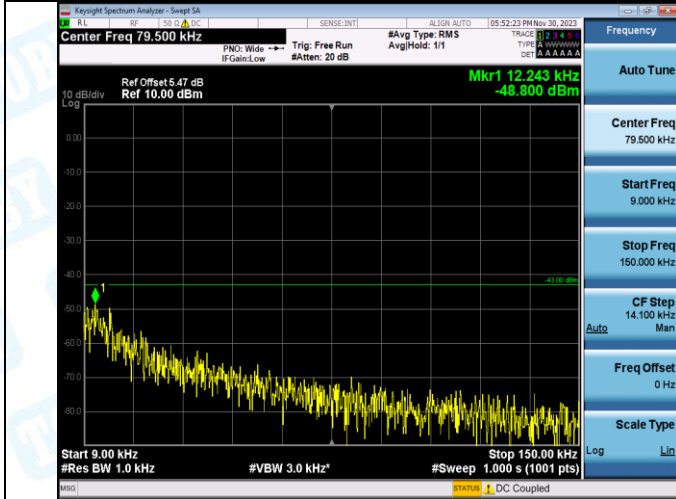 Keysight Spectrum Analyzer - Swept SA
RL RF 50 Ω DC SENSE:INT ALIGN AUTO 05:52:23 PM Nov 30, 2023
Center Freq 79.500 kHz
PNO: Wide
IFGain:Low
Trig: Free Run
#Atten: 20 dB
#Avg Type: RMS
Avg|Hold: 1/1
TRACE 1 2 3 4 5 6
TYPE A WWWWW
DET A A A A A A
Ref Offset 5.47 dB
Ref 10.00 dBm
10 dB/div
Log
Mkr1 12.243 kHz
-48.800 dBm
0.00
-10.0
-20.0
-30.0
-40.0
-43.00 dBm
1
-50.0
-60.0
-70.0
-80.0
Start 9.00 kHz
#Res BW 1.0 kHz
#VBW 3.0 kHz*
Stop 150.00 kHz
#Sweep 1.000 s (1001 pts)
MSG
STATUS DC Coupled
Frequency
Auto Tune
Center Freq
79.500 kHz
Start Freq
9.000 kHz
Stop Freq
150.000 kHz
CF Step
14.100 kHz
Auto Man
Freq Offset
0 Hz
Scale Type
Log Lin